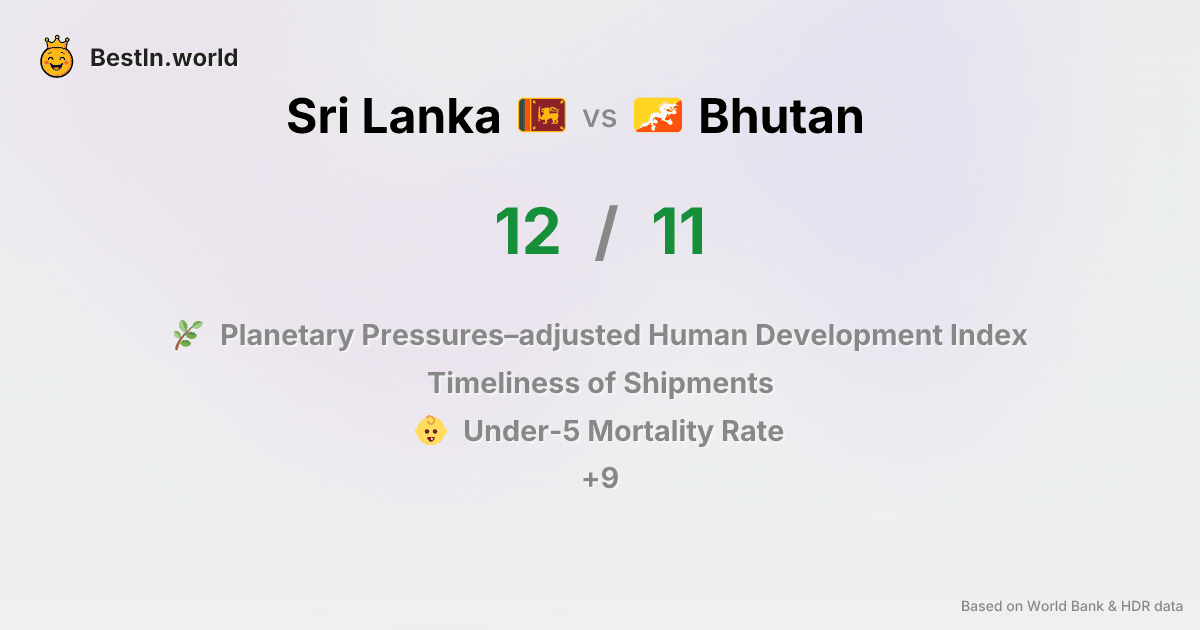 BestIn.world
Sri Lanka vs Bhutan
12 / 11
Planetary Pressures–adjusted Human Development Index
Timeliness of Shipments
Under-5 Mortality Rate
+9
Based on World Bank & HDR data